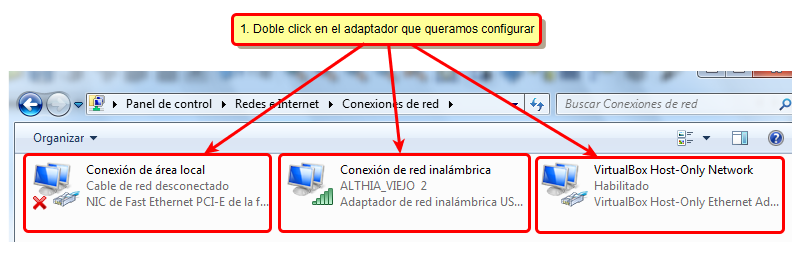 1. Doble click en el adaptador que queramos configurar
Panel de control Redes e Internet Conexiones de red
Buscar Conexiones de red
Organizar
Conexión de área local
Cable de red desconectado
NIC de Fast Ethernet PCI-E de la f...
Conexión de red inalámbrica
ALTHIA_VIEJO 2
Adaptador de red inalámbrica US...
VirtualBox Host-Only Network
Habilitado
VirtualBox Host-Only Ethernet Ad...